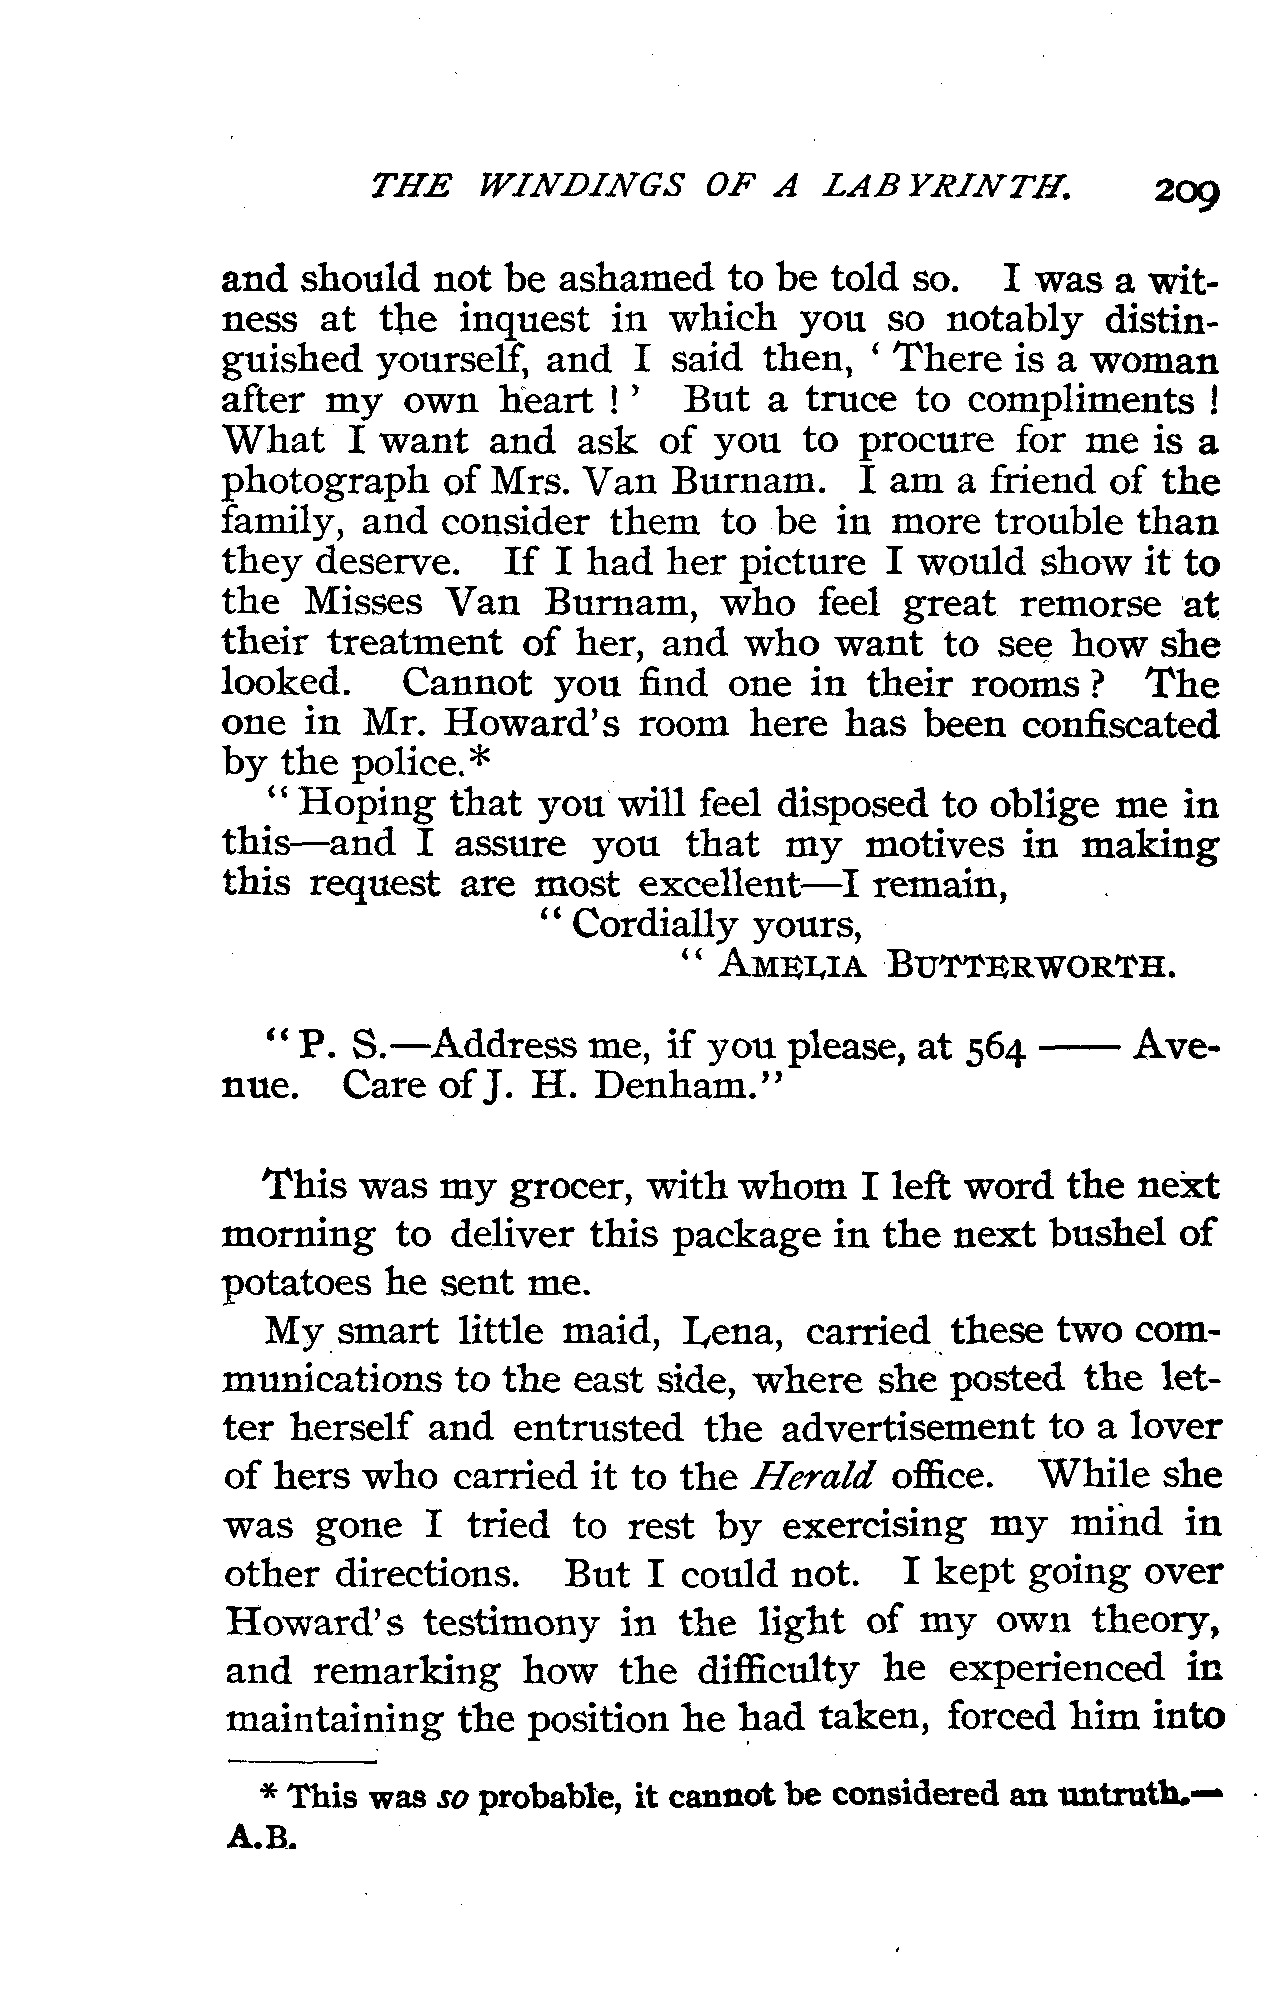 THE WINDINGS OF A LABYRINTH. 209
and should not be ashamed to be told so. I was a wit-
ness at the inquest in which you so notably distin-
guished yourself, and I said then, ‘ There is a woman
after my own heart ! ’ But a truce to compliments !
What I want and ask of you to procure for me is a
photograph of Mrs. Van Burnam. I am a friend of the
family, and consider them to be in more trouble than
they deserve. If I had her picture I would show it to
the Misses Van Burnam, who feel great remorse at
their treatment of her, and who want to see how she
looked. Cannot you find one in their rooms ? The
one in Mr. Howard’s room here has been confiscated
by the police.*
“ Hoping that you will feel disposed to oblige me in
this—and I assure you that my motives in making
this request are most excellent—I remain,
“ Cordially yours,
“ AMELIA BUTTERWORTH.
“ P. S.—Address me, if you please, at 564 —— Ave-
nue. Care of J. H. Denham.”
This was my grocer, with whom I left word the next
morning to deliver this package in the next bushel of
potatoes he sent me.
My smart little maid, Lena, carried these two com-
munications to the east side, where she posted the let-
ter herself and entrusted the advertisement to a lover
of hers who carried it to the Herald office. While she
was gone I tried to rest by exercising my mind in
other directions. But I could not. I kept going over
Howard’s testimony in the light of my own theory,
and remarking how the difficulty he experienced in
maintaining the position he had taken, forced him into
* This was so probable, it cannot be considered an untruth.—
A.B.